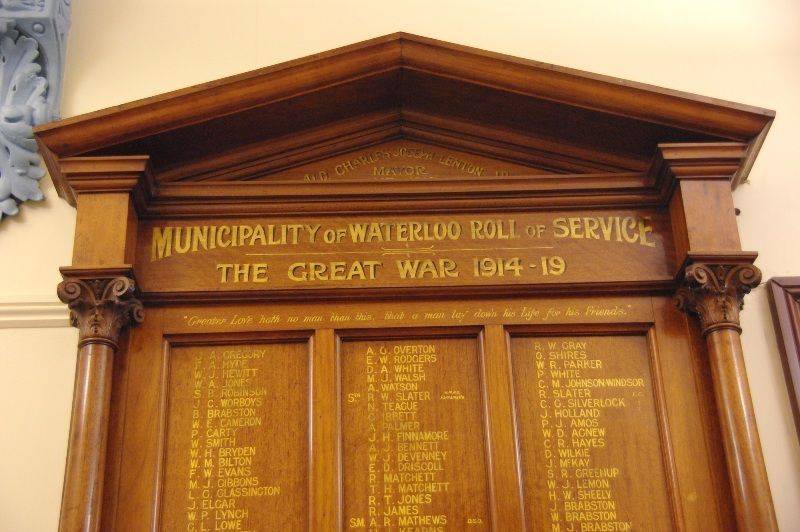 ALD. CHARLES JOSEPH LENTON
MAYOR
MUNICIPALITY OF WATERLOO ROLL OF SERVICE
THE GREAT WAR 1914-19
"Greater Love hath no man than this, that a man lay down his Life for his Friends."
J. A. GREGORY
W. A. HYDE
W. J. HEWITT
W. A. JONES
S. B. ROBINSON
J. C. WORBOYS
B. BRABSTON
W. E. CAMERON
P. CARTY
W. SMITH
W. H. BRYDEN
W. M. BILTON
F. W. EVANS
M. J. GIBBONS
L. G. GLASSINGTON
J. ELGAR
W. P. LYNCH
C. L. LOWE
A. G. OVERTON
E. W. RODGERS
D. A. WHITE
M. J. WALSH
A. WATSON
R. W. SLATER
N. TEAGUE
G. IBBETT
A. PALMER
J. H. FINNAMORE
A. J. BENNETT
W. J. DEVENNEY
E. D. DRISCOLL
R. MATCHETT
T. H. MATCHETT
R. T. JONES
R. JAMES
S.M. A. R. MATHEWS D.S.O.
KEARNS
R. W. GRAY
G. SHIRES
W. R. PARKER
P. WHITE
C. M. JOHNSON-WINDSOR
R. SLATER
C. G. SILVERLOCK
J. HOLLAND
P. J. AMOS
W. D. AGNEW
C. R. HAYES
D. WILKIE
J. McKAY
S. R. GREENUP
W. J. LEMON
H. W. SHEELY
J. BRABSTON
W. BRABSTON
M. J. BRABSTON